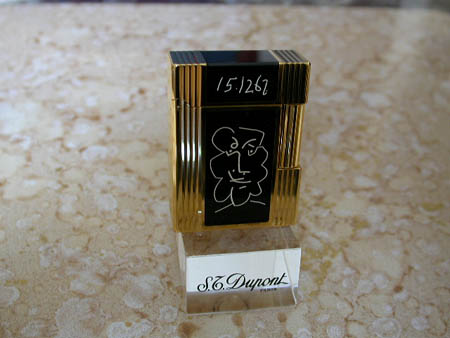 15.1262
S.T. Dupont
PARIS